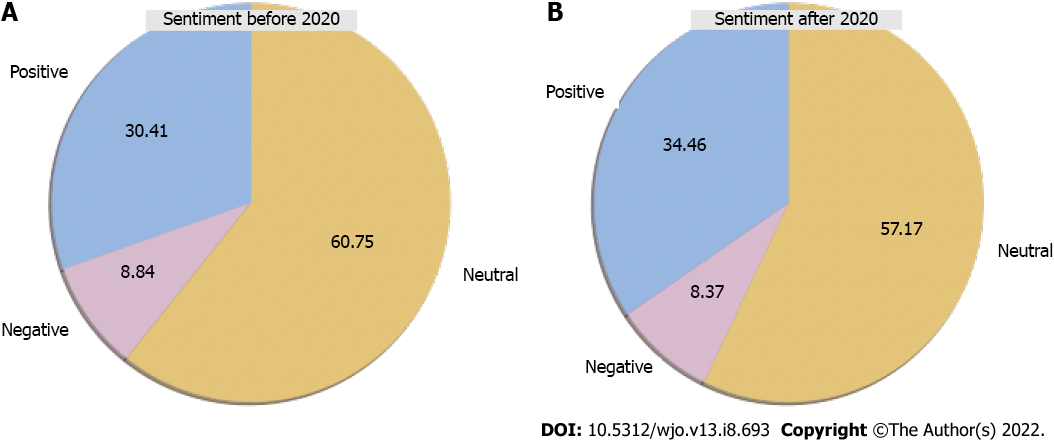 A
Sentiment before 2020
Positive
30.41
60.75
8.84
Neutral
Negative
B
Sentiment after 2020
Positive
34.46
57.17
Neutral
8.37
Negative
DOI: 10.5312/wjo.v13.i8.693 Copyright ©The Author(s) 2022.